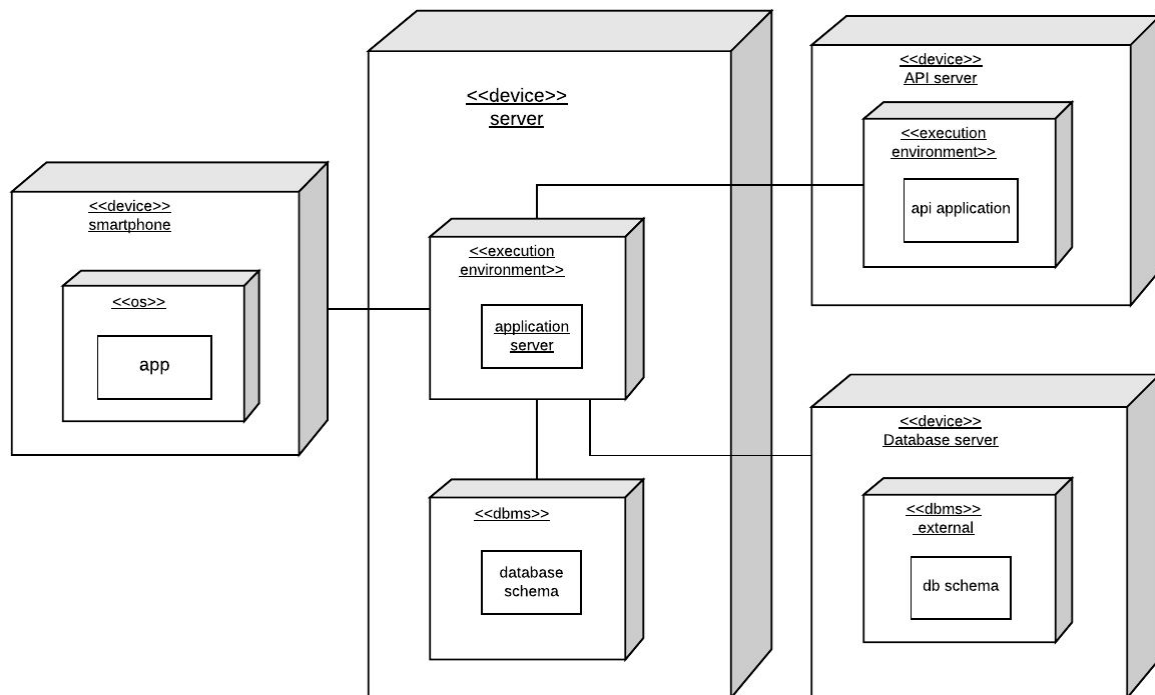 <<device>>
smartphone
<<os>>
app
<<device>>
server
<<execution
environment>>
application
server
<<dbms>>
database
schema
<<device>>
API server
<<execution
environment>>
api application
<<device>>
Database server
<<dbms>>
external
db schema